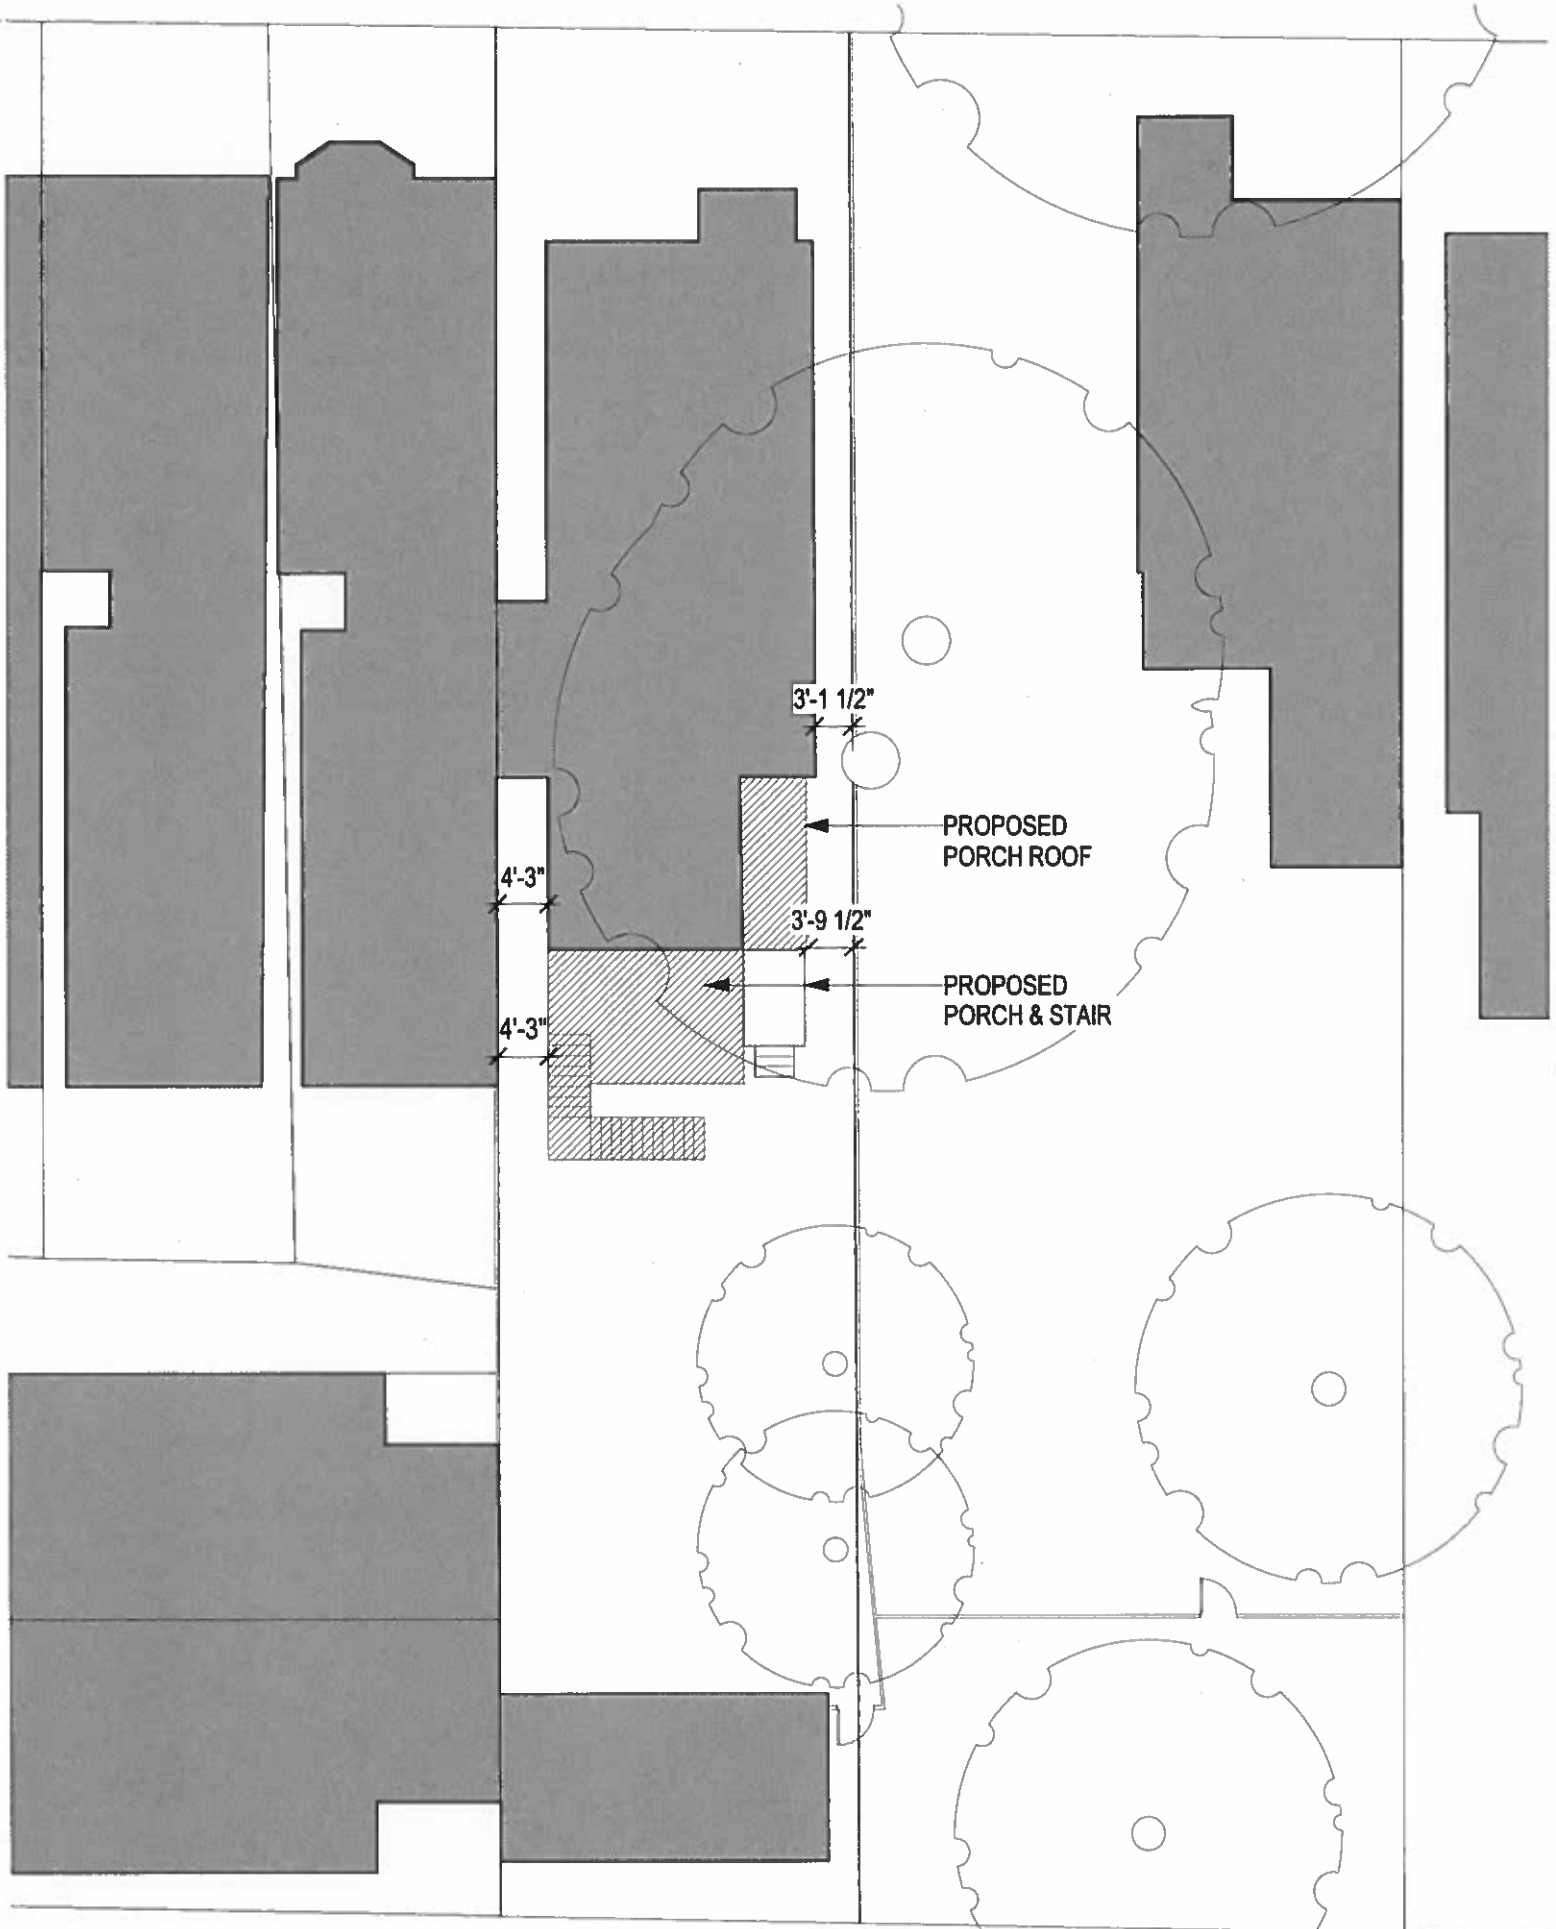 3'-1 1/2"
PROPOSED
PORCH ROOF
4'-3"
3'-9 1/2"
PROPOSED
PORCH & STAIR
4'-3"